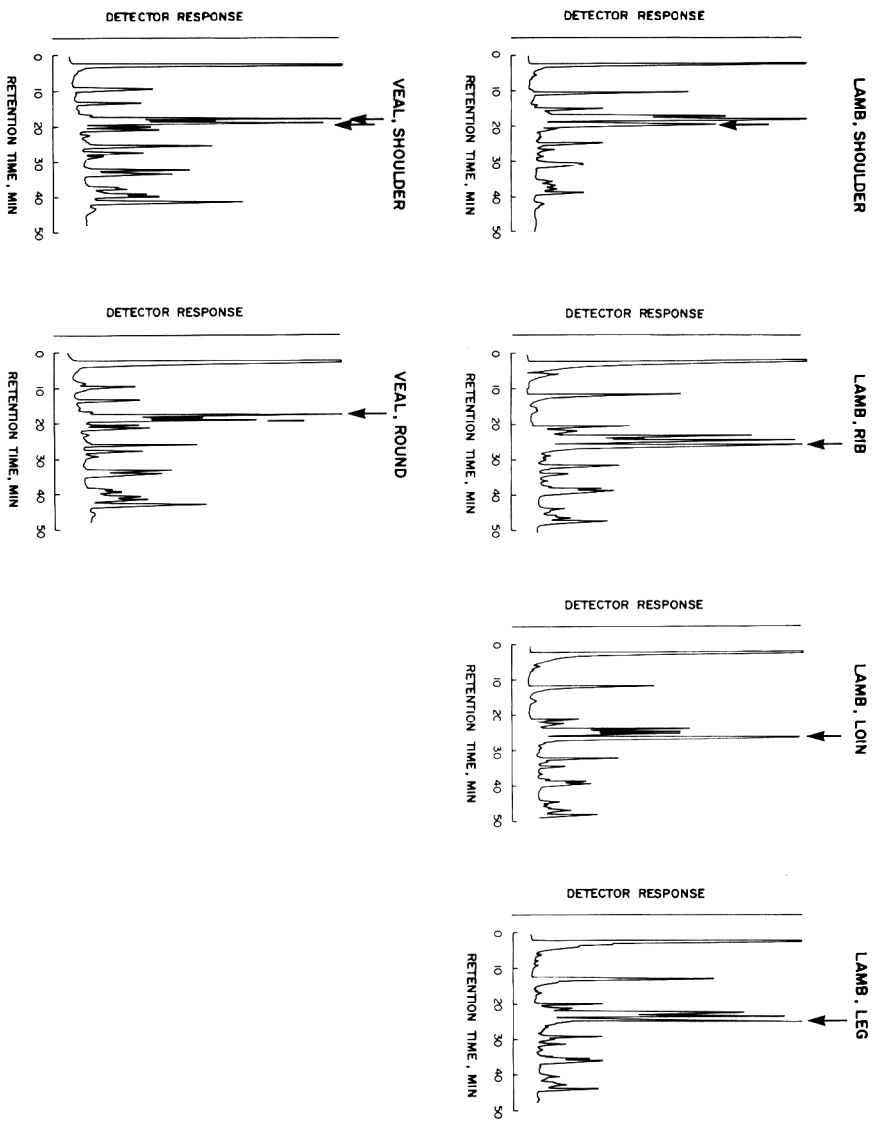 LAMB, SHOULDER
DETECTOR RESPONSE
0 10 20 30 40 50
RETENTION TIME, MIN
LAMB, RIB
DETECTOR RESPONSE
0 10 20 30 40 50
RETENTION TIME, MIN
LAMB, LOIN
DETECTOR RESPONSE
0 10 20 30 40 50
RETENTION TIME, MIN
LAMB, LEG
DETECTOR RESPONSE
0 10 20 30 40 50
RETENTION TIME, MIN
VEAL, SHOULDER
DETECTOR RESPONSE
0 10 20 30 40 50
RETENTION TIME, MIN
VEAL, ROUND
DETECTOR RESPONSE
0 10 20 30 40 50
RETENTION TIME, MIN